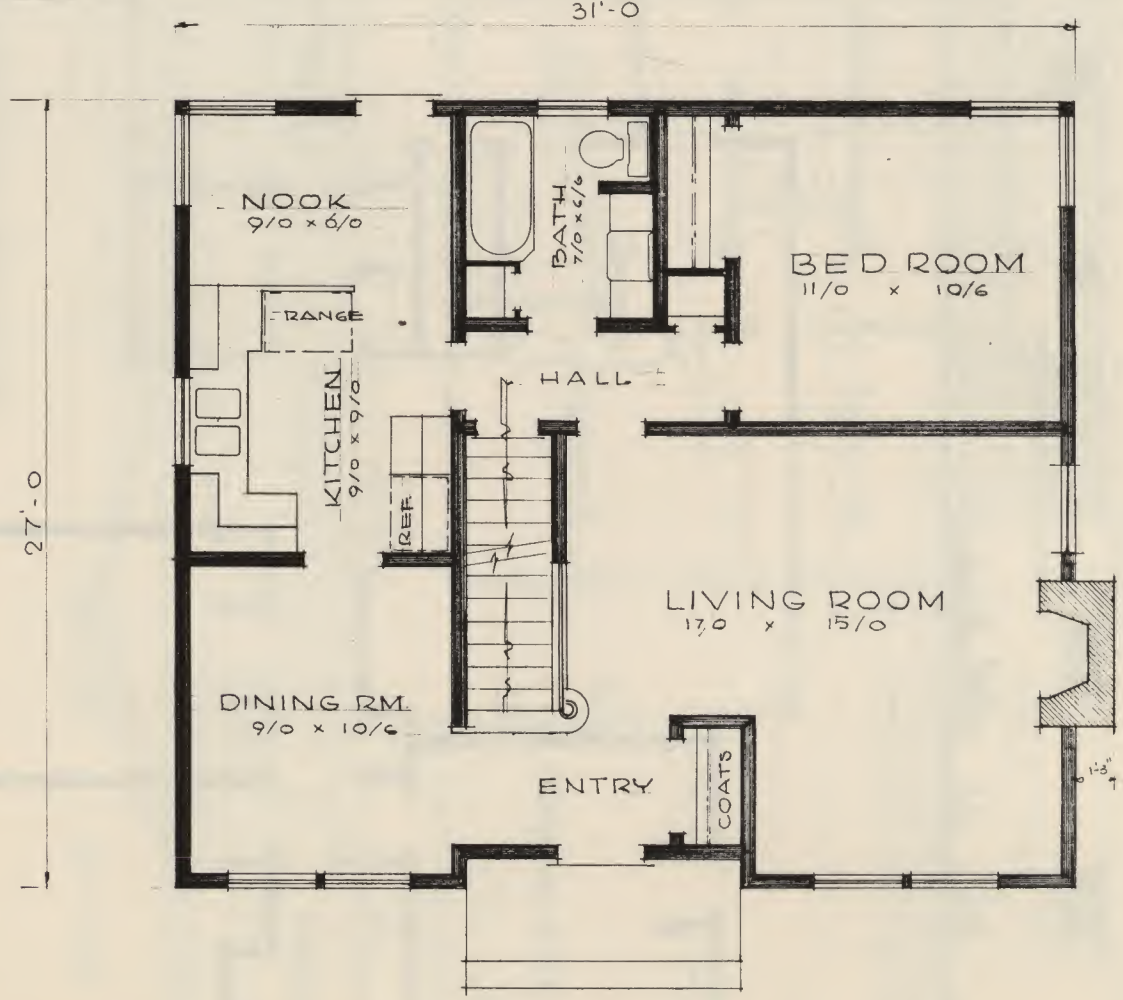 31'-0
27'-0
NOOK
9/0 x 6/0
BATH
7/0 x 6/6
BED ROOM
11/0 x 10/6
RANGE
HALL
KITCHEN
9/0 x 9/0
REF.
LIVING ROOM
17/0 x 15/0
DINING RM.
9/0 x 10/6
ENTRY
COATS
1'-3"